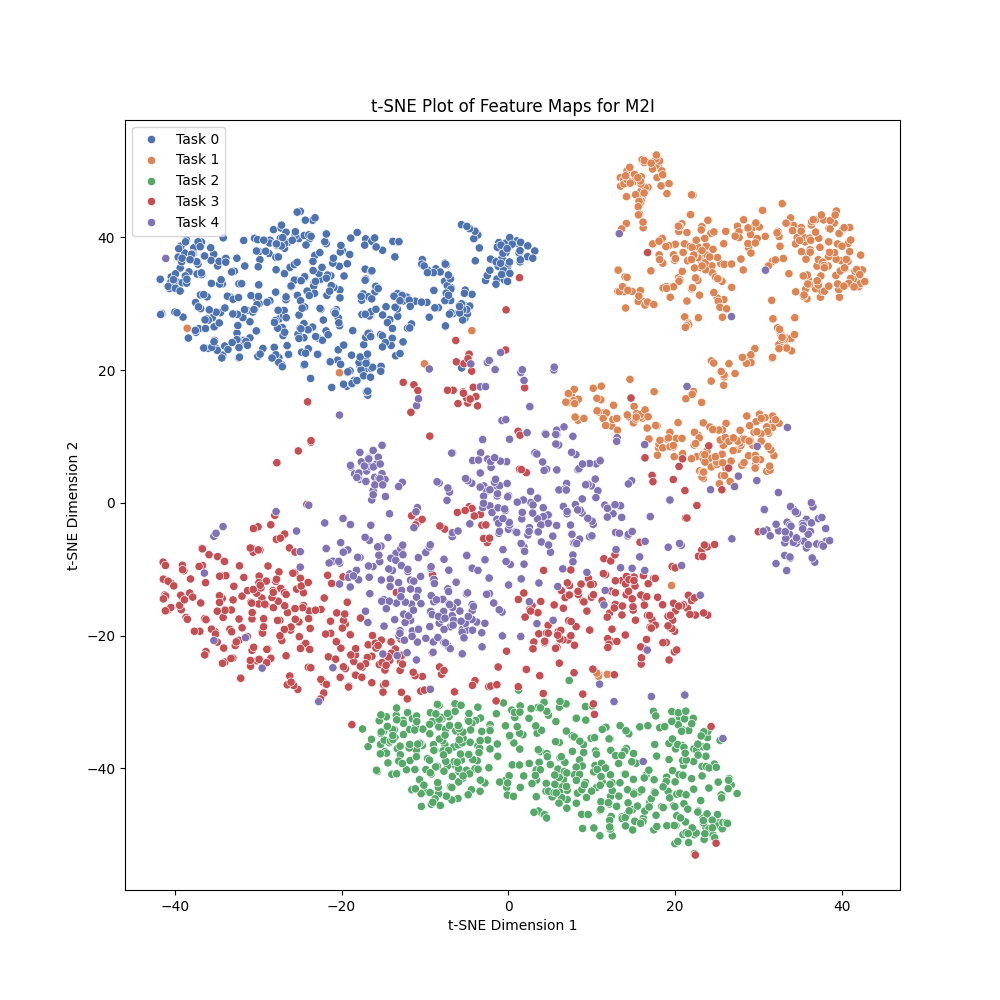 t-SNE Plot of Feature Maps for M2I
Task 0
Task 1
Task 2
Task 3
Task 4
40
20
0
−20
−40
t-SNE Dimension 2
−40
−20
0
20
40
t-SNE Dimension 1